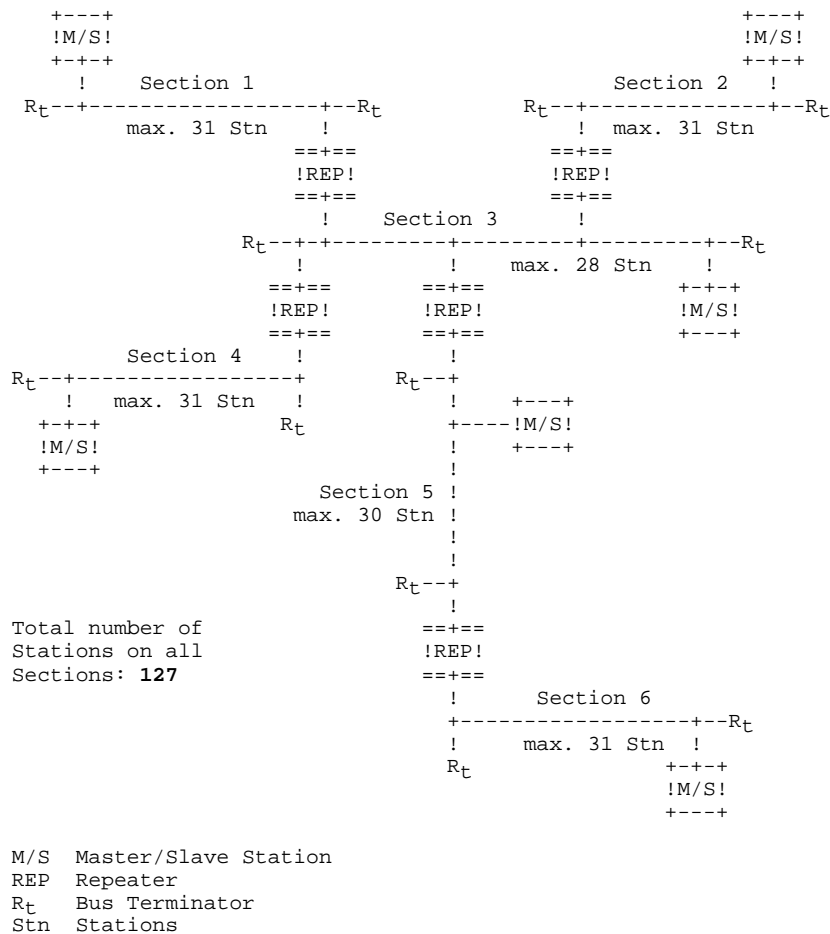 +---+                                                  +---+
!M/S!                                                  !M/S!
+-+-+                                                  +-+-+
!     Section 1                             Section 2   !
Rt--+------------------+--Rt            Rt--+--------------+--Rt
max. 31 Stn    !                   !  max. 31 Stn
==+==               ==+==
!REP!               !REP!
==+==               ==+==
!    Section 3      !
Rt--+-+---------+---------+---------+--Rt
!           !    max. 28 Stn    !
==+==       ==+==             +-+-+
!REP!       !REP!             !M/S!
==+==       ==+==             +---+
Section 4    !           !
Rt--+-----------------+       Rt--+
!   max. 31 Stn   !           !    +---+
+-+-+              Rt           +----!M/S!
!M/S!                           !    +---+
+---+                           !
Section 5 !
max. 30 Stn !
!
!
Rt--+
!
Total number of                 ==+==
Stations on all                 !REP!
Sections: 127                   ==+==
!      Section 6
+------------------+--Rt
!     max. 31 Stn  !
Rt               +-+-+
!M/S!
+---+
M/S  Master/Slave Station
REP  Repeater
Rt   Bus Terminator
Stn  Stations